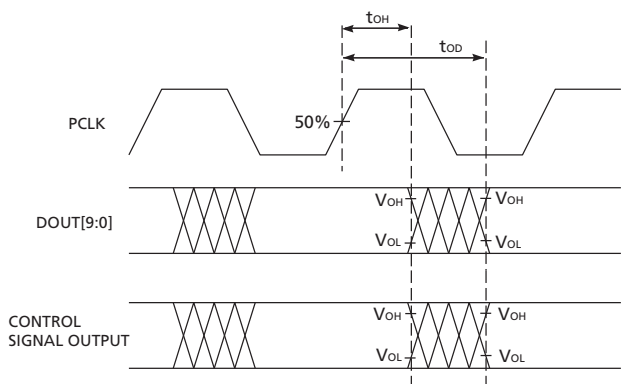 tOH
tOD
PCLK
50%
DOUT[9:0]
VOH
VOH
VOL
VOL
CONTROL
SIGNAL OUTPUT
VOH
VOH
VOL
VOL